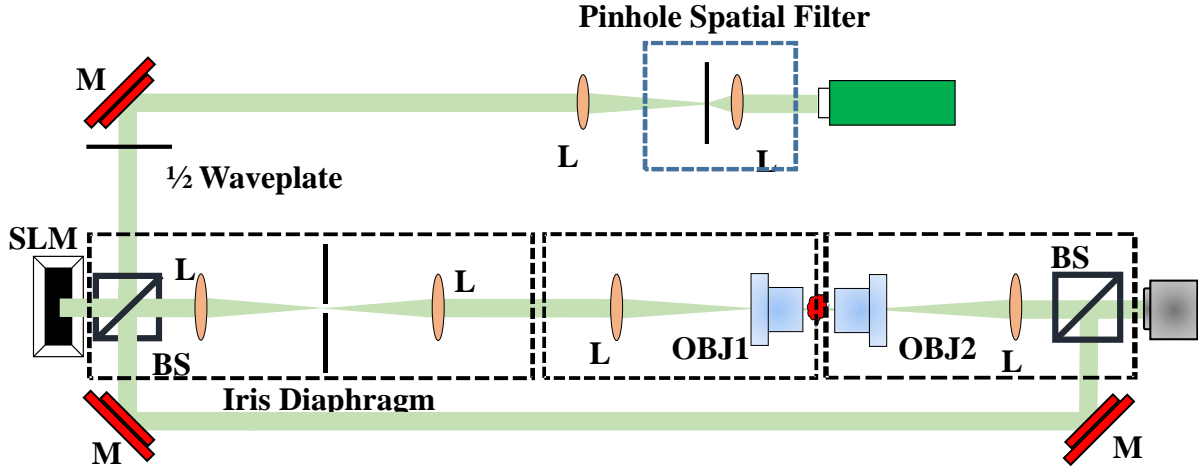 Pinhole Spatial Filter
M
L
L
½ Waveplate
SLM
L
L
BS
BS
L
OBJ1
OBJ2
L
Iris Diaphragm
M
M